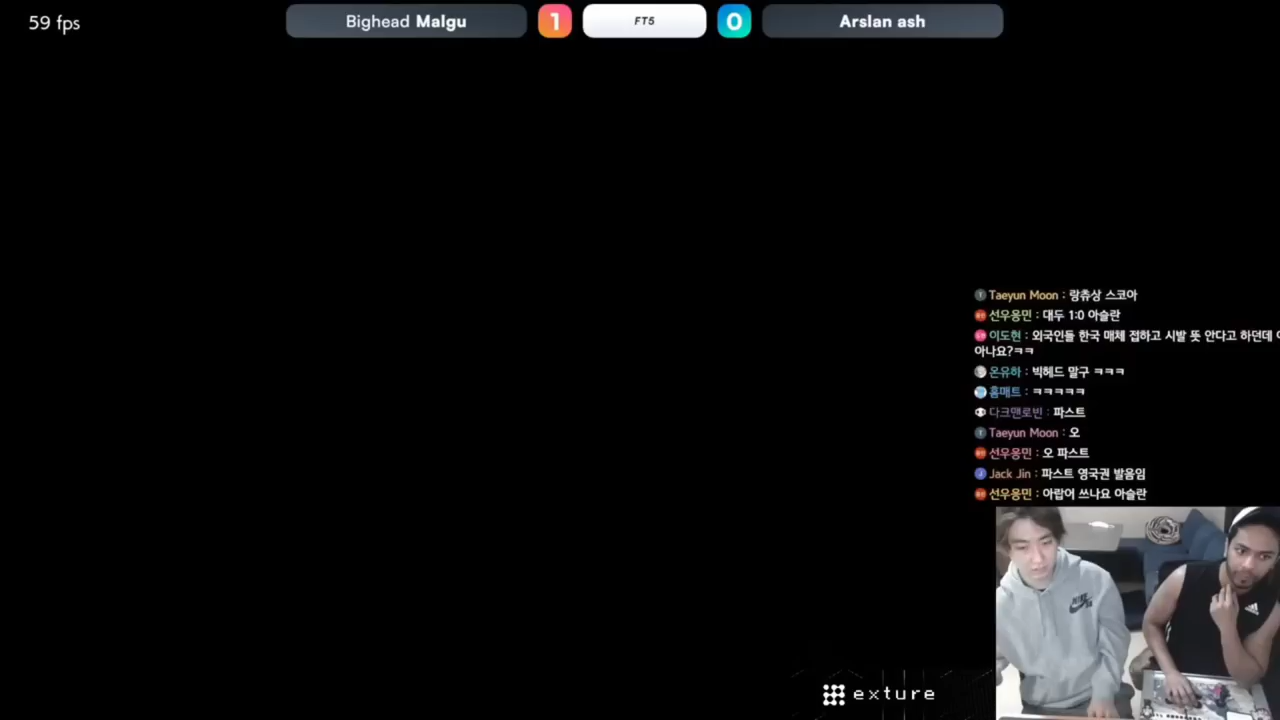 59 fps
Bighead Malgu
1
FT5
0
Arslan ash
Taeyun Moon : 랑츄상 스코아
선우웅민 : 대두 1:0 아슬란
이도현 : 외국인들 한국 매체 접하고 시발 뜻 안다고 하던데
아나요?ㅋㅋ
온유하 : 빅헤드 말구 ㅋㅋㅋ
홈매트 : ㅋㅋㅋㅋㅋ
다크맨로빈 : 파스트
Taeyun Moon : 오
선우웅민 : 오 파스트
Jack Jin : 파스트 영국권 발음임
선우웅민 : 아랍어 쓰나요 아슬란
exture